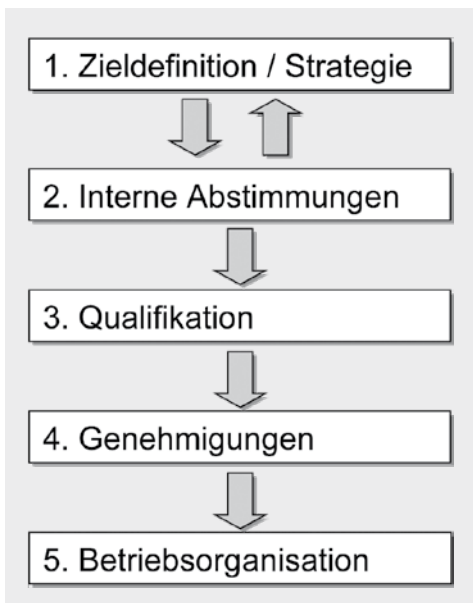 1. Zieldefinition / Strategie
2. Interne Abstimmungen
3. Qualifikation
4. Genehmigungen
5. Betriebsorganisation